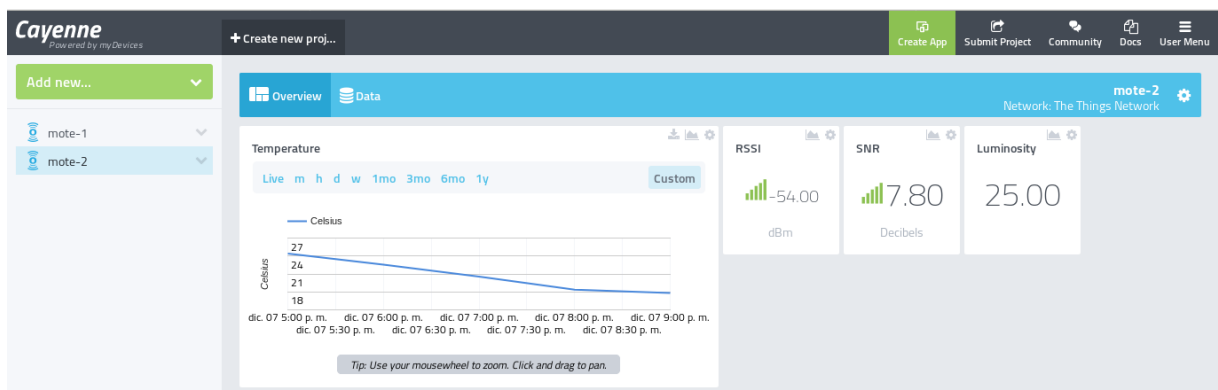 Cayenne
Powered by myDevices
+ Create new proj...
Create App
Submit Project
Community
Docs
User Menu
Add new...
mote-1
mote-2
Overview
Data
mote-2
Network: The Things Network
Temperature
Live m h d w 1mo 3mo 6mo 1y
Custom
Celsius
Celsius
27
24
21
18
dic. 07 5:00 p. m. dic. 07 6:00 p. m. dic. 07 7:00 p. m. dic. 07 8:00 p. m. dic. 07 9:00 p. m.
dic. 07 5:30 p. m. dic. 07 6:30 p. m. dic. 07 7:30 p. m. dic. 07 8:30 p. m.
Tip: Use your mousewheel to zoom. Click and drag to pan.
RSSI
-54.00
dBm
SNR
7.80
Decibels
Luminosity
25.00